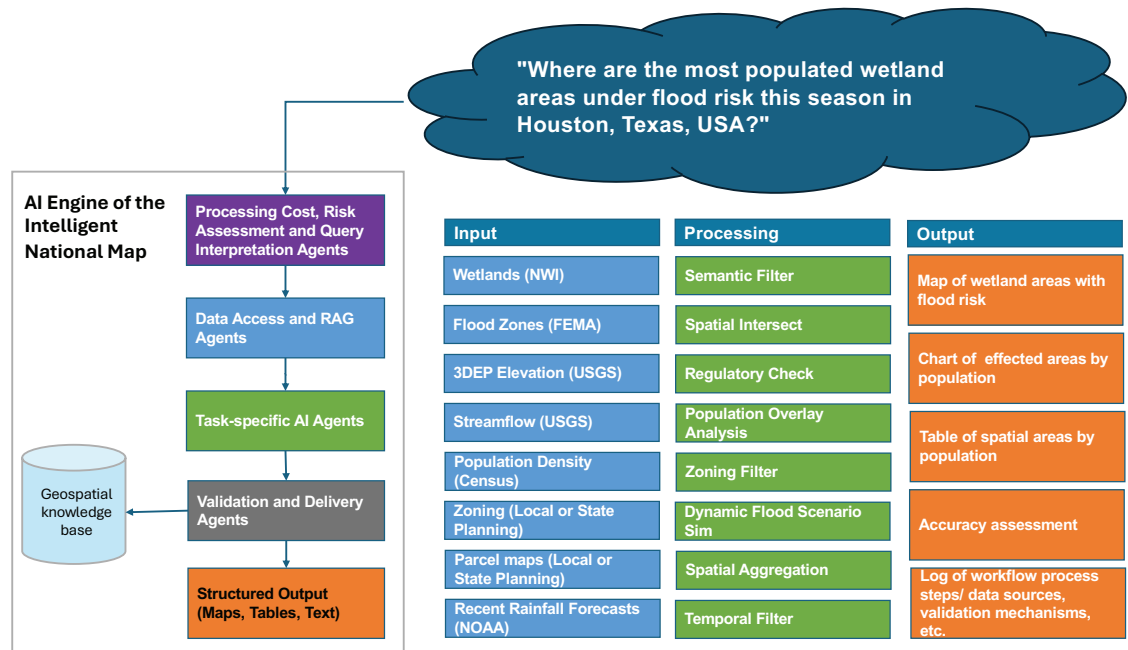 "Where are the most populated wetland
areas under flood risk this season in
Houston, Texas, USA?"
AI Engine of the
Intelligent
National Map
Processing Cost, Risk
Assessment and Query
Interpretation Agents
Data Access and RAG
Agents
Task-specific AI Agents
Geospatial
knowledge
base
Validation and Delivery
Agents
Structured Output
(Maps, Tables, Text)
Input
Wetlands (NWI)
Flood Zones (FEMA)
3DEP Elevation (USGS)
Streamflow (USGS)
Population Density
(Census)
Zoning (Local or State
Planning)
Parcel maps (Local or
State Planning)
Recent Rainfall Forecasts
(NOAA)
Processing
Semantic Filter
Spatial Intersect
Regulatory Check
Population Overlay
Analysis
Zoning Filter
Dynamic Flood Scenario
Sim
Spatial Aggregation
Temporal Filter
Output
Map of wetland areas with
flood risk
Chart of effected areas by
population
Table of spatial areas by
population
Accuracy assessment
Log of workflow process
steps/ data sources,
validation mechanisms,
etc.